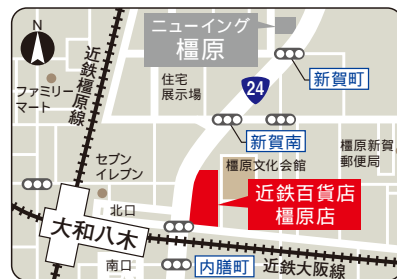 N
ニューイング
橿原
近鉄橿原線
ファミリー
マート
住宅
展示場
24
新賀町
新賀南
橿原文化会館
橿原新賀
郵便局
セブン
イレブン
近鉄百貨店
橿原店
北口
大和八木
南口
内膳町
近鉄大阪線